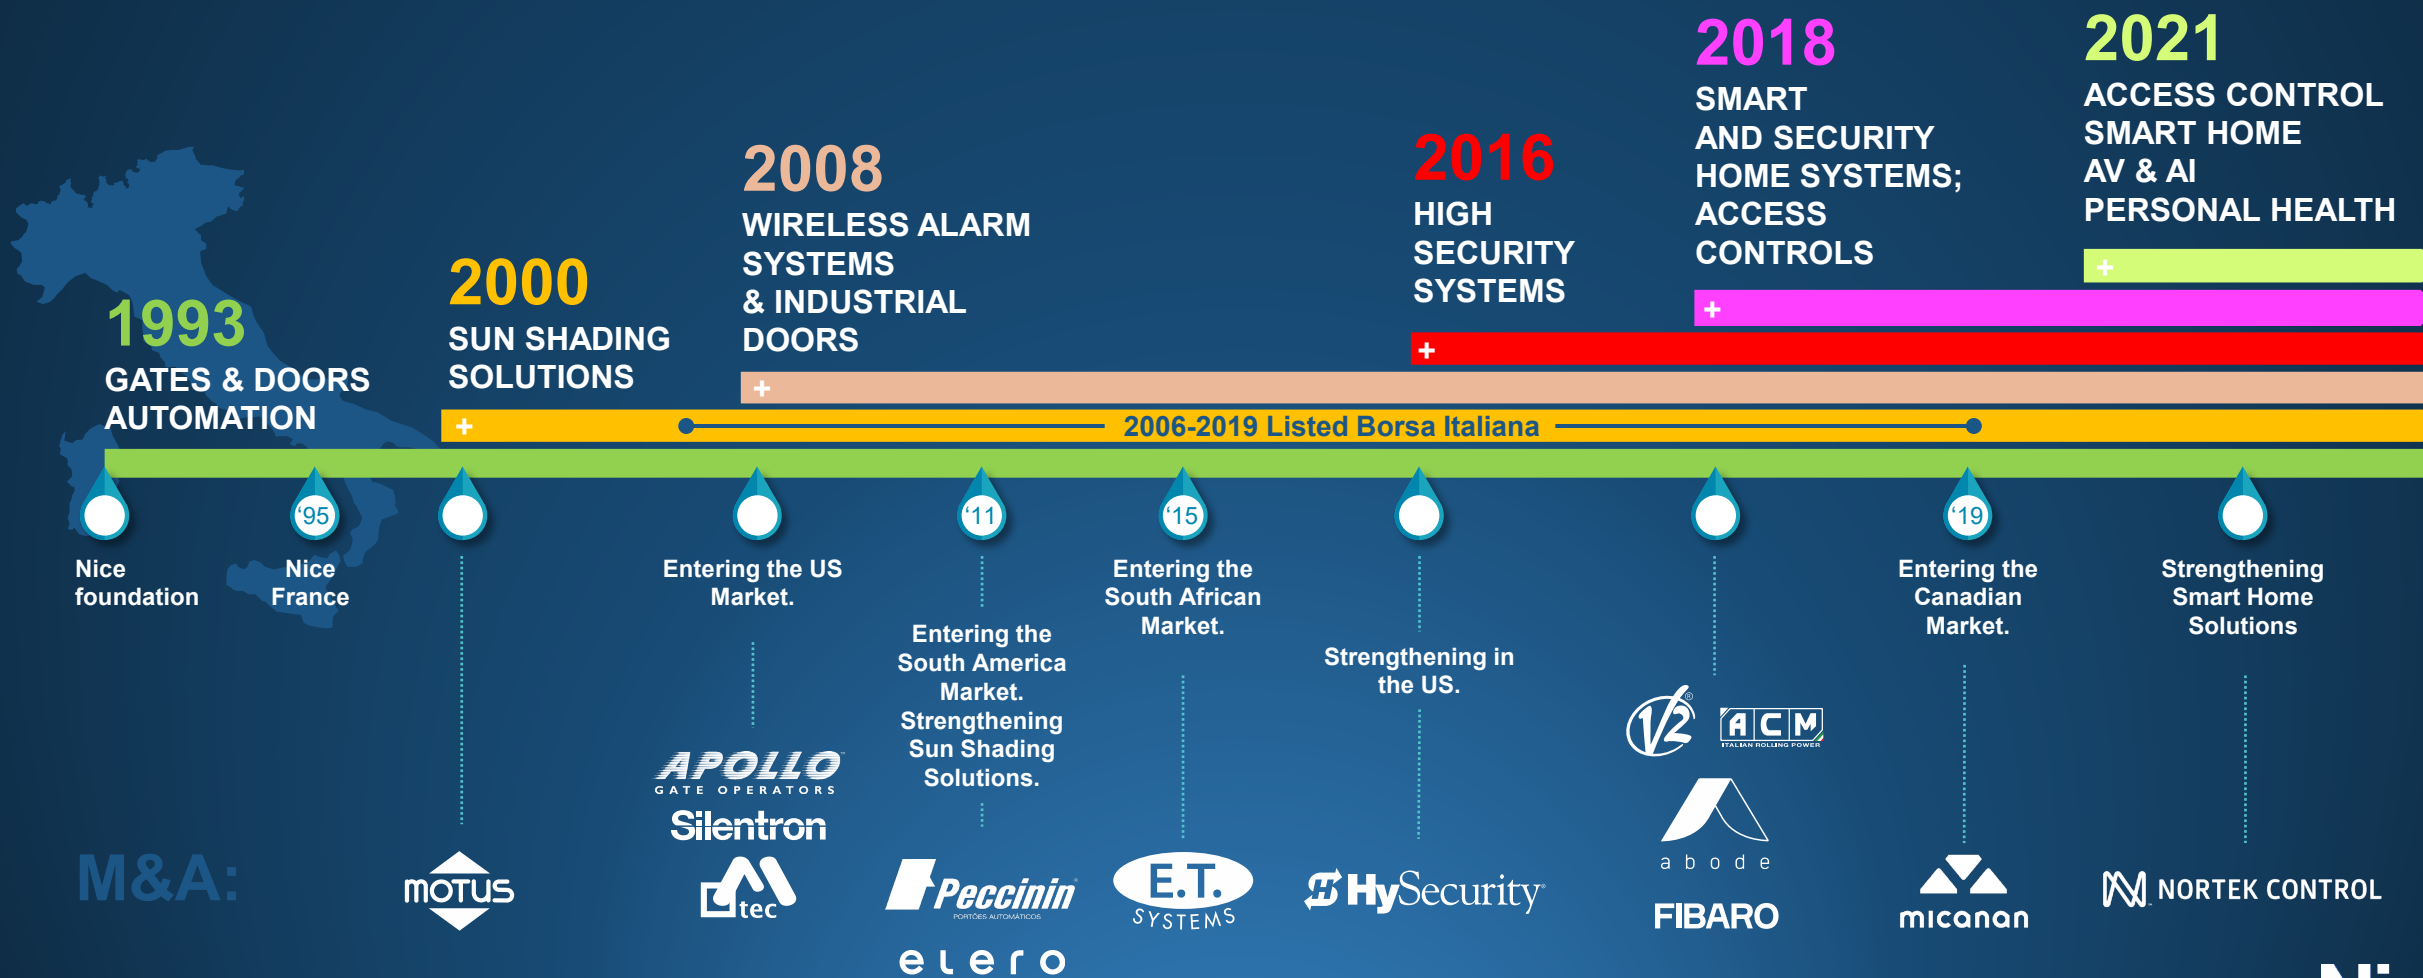 1993
GATES & DOORS
AUTOMATION
2000
SUN SHADING
SOLUTIONS
2008
WIRELESS ALARM
SYSTEMS
& INDUSTRIAL
DOORS
2016
HIGH
SECURITY
SYSTEMS
2018
SMART
AND SECURITY
HOME SYSTEMS;
ACCESS
CONTROLS
2021
ACCESS CONTROL
SMART HOME
AV & AI
PERSONAL HEALTH
+
+
+
+
+
2006-2019 Listed Borsa Italiana
‘95
‘11
‘15
‘19
Nice
foundation
Nice
France
Entering the US
Market.
Entering the
South America
Market.
Strengthening
Sun Shading
Solutions.
Entering the
South African
Market.
Strengthening in
the US.
Entering the
Canadian
Market.
Strengthening
Smart Home
Solutions
M&A:
MOTUS
APOLLO
GATE OPERATORS
Silentron
tec
Peccinin
PORTÕES AUTOMÁTICOS
elero
E.T.
SYSTEMS
HySecurity
V2®
ACM
ITALIAN ROLLING POWER
abode
FIBARO
micanan
NORTEK CONTROL